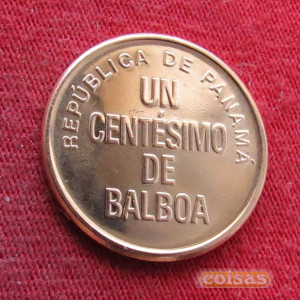 REPÚBLICA DE PANAMÁ
UN
CENTÉSIMO
DE
BALBOA
coisas